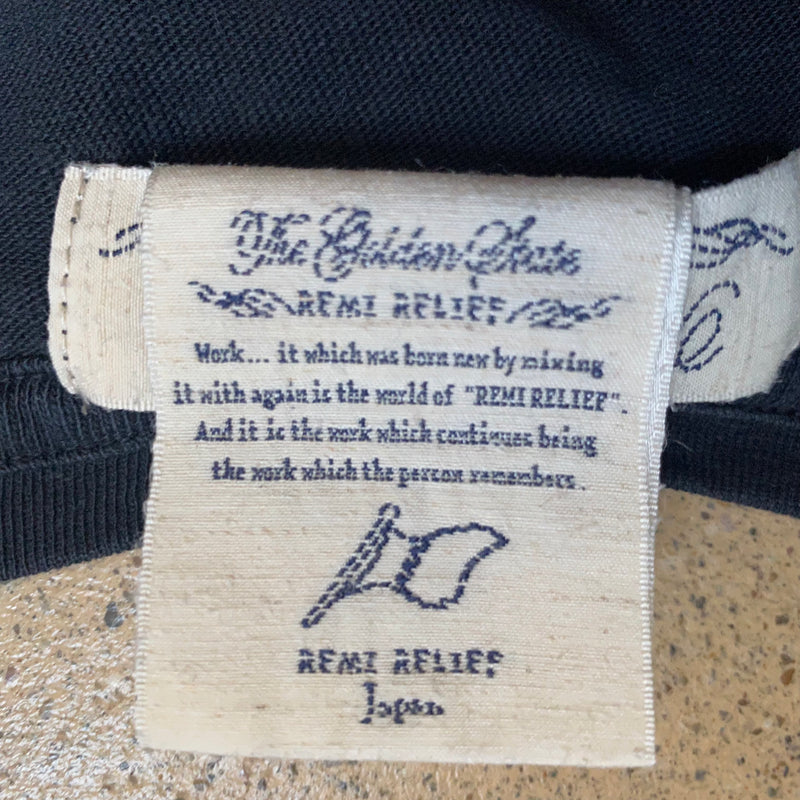 The Golden State
REMI RELIEF
Work... it which was born new by mixing
it with again is the world of "REMI RELIEF".
And it is the work which continues being
the work which the person remembers.
REMI RELIEF
Japan